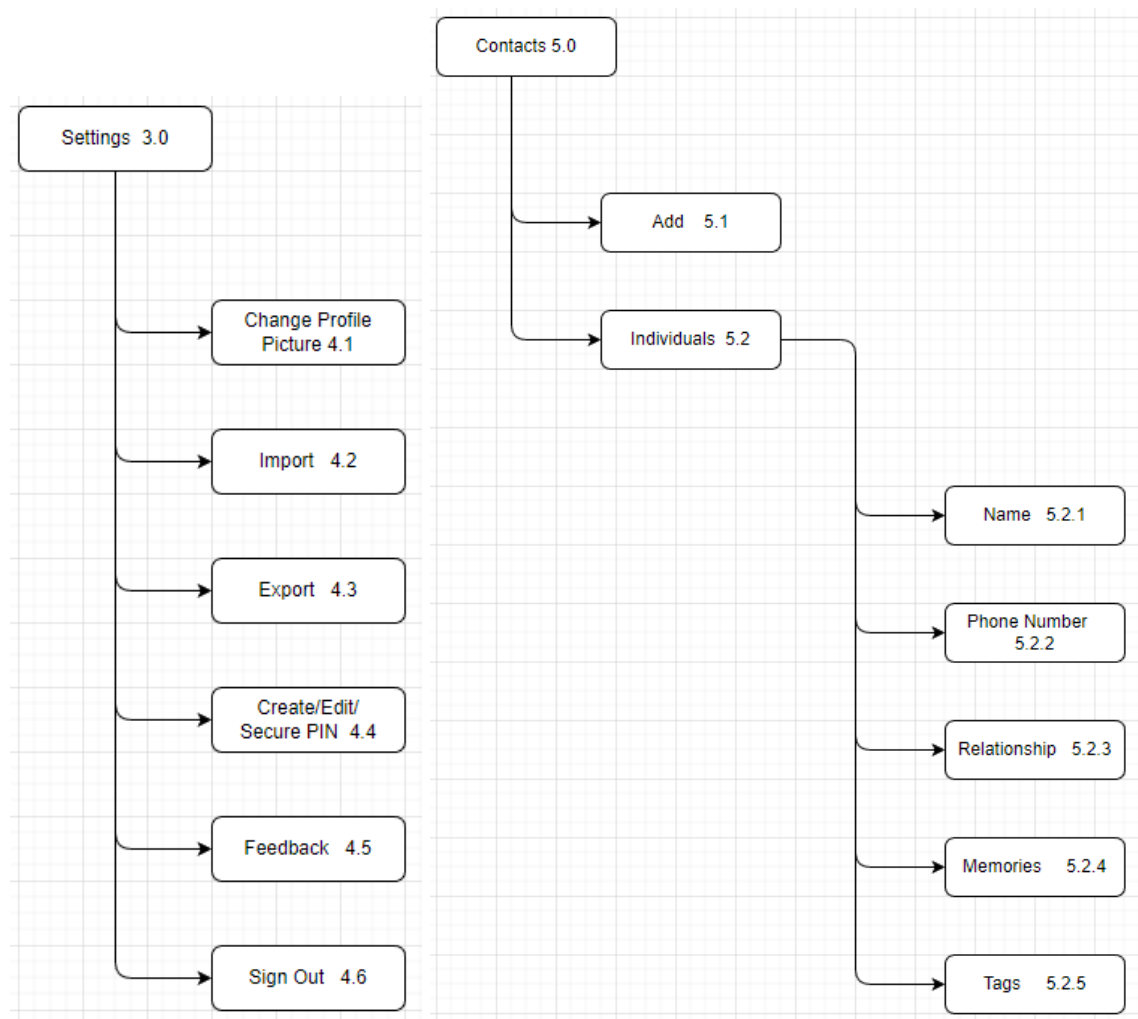 Settings 3.0
Change Profile
Picture 4.1
Import 4.2
Export 4.3
Create/Edit/
Secure PIN 4.4
Feedback 4.5
Sign Out 4.6
Contacts 5.0
Add 5.1
Individuals 5.2
Name 5.2.1
Phone Number
5.2.2
Relationship 5.2.3
Memories 5.2.4
Tags 5.2.5